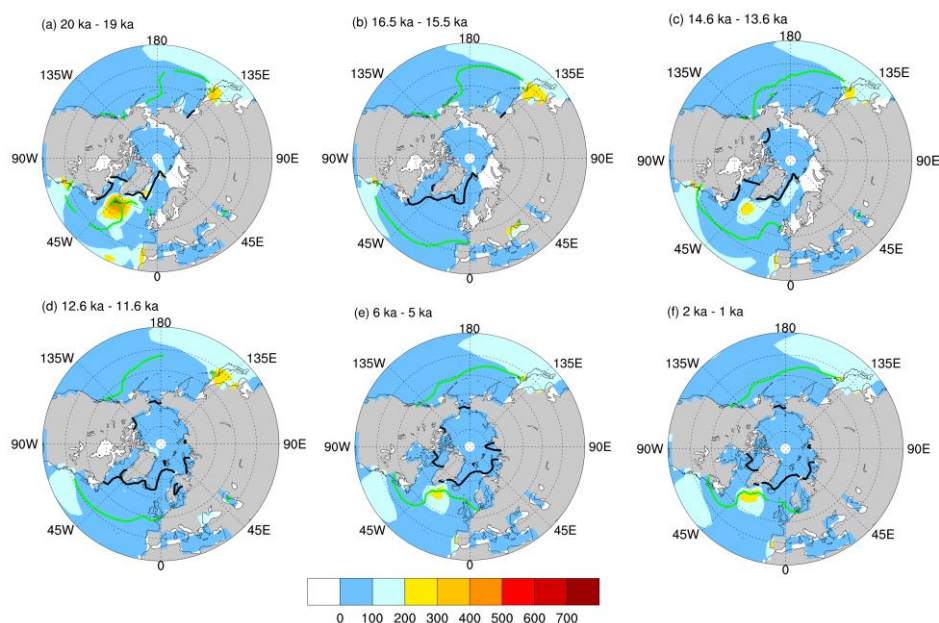 (a) 20 ka - 19 ka
(b) 16.5 ka - 15.5 ka
(c) 14.6 ka - 13.6 ka
180
180
180
135W
135E
135W
135E
135W
135E
90W
90E
90W
90E
90W
90E
45W
45E
45W
45E
45W
45E
0
0
0
(d) 12.6 ka - 11.6 ka
(e) 6 ka - 5 ka
(f) 2 ka - 1 ka
180
180
180
135W
135E
135W
135E
135W
135E
90W
90E
90W
90E
90W
90E
45W
45E
45W
45E
45W
45E
0
0
0
0 100 200 300 400 500 600 700